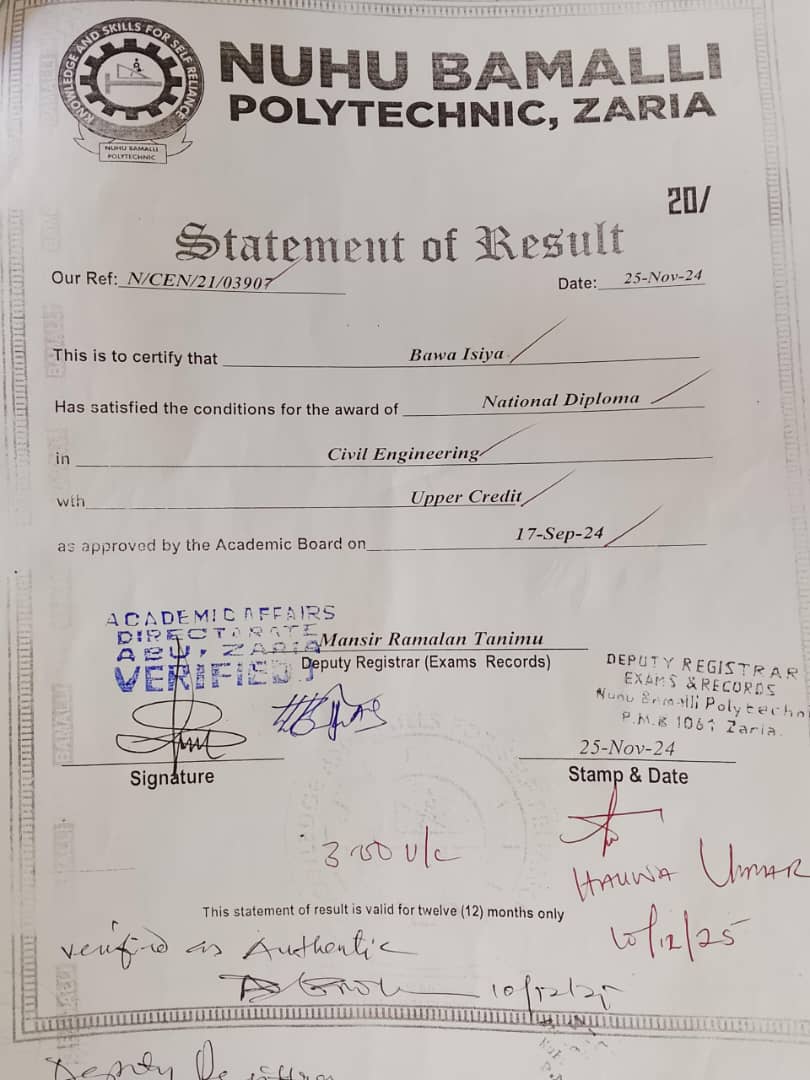 KNOWLEDGE AND SKILLS FOR SELF RELIANCE
NUHU BAMALLI
POLYTECHNIC
NUHU BAMALLI
POLYTECHNIC, ZARIA
20/
Statement of Result
Our Ref: N/CEN/21/03907
Date: 25-Nov-24
This is to certify that Bawa Isiya
Has satisfied the conditions for the award of National Diploma
in Civil Engineering
with Upper Credit
as approved by the Academic Board on 17-Sep-24
ACADEMIC AFFAIRS
DIRECTORATE
ABU, ZARIA
VERIFIED
Mansir Ramalan Tanimu
Deputy Registrar (Exams Records)
DEPUTY REGISTRAR
EXAMS & RECORDS
Nuhu Bamalli Polytechni
P.M.B 1061 Zaria.
25-Nov-24
Signature
Stamp & Date
3.00 U/C
HAUWA UMAR
10/12/25
This statement of result is valid for twelve (12) months only
verified as Authentic
10/12/25
Deputy